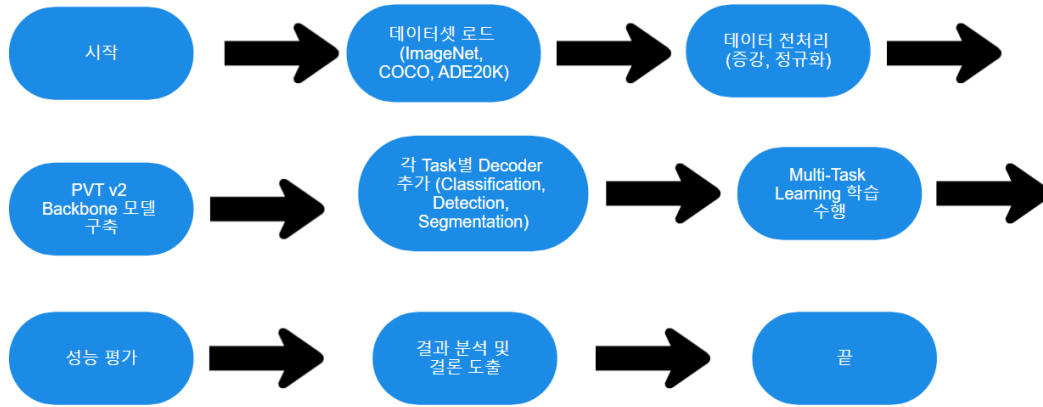 시작
데이터셋 로드
(ImageNet,
COCO, ADE20K)
데이터 전처리
(증강, 정규화)
PVT v2
Backbone 모델
구축
각 Task별 Decoder
추가 (Classification,
Detection,
Segmentation)
Multi-Task
Learning 학습
수행
성능 평가
결과 분석 및
결론 도출
끝